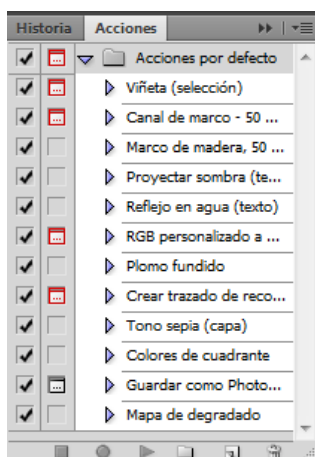 Historia Acciones
Acciones por defecto
Viñeta (selección)
Canal de marco - 50 ...
Marco de madera, 50 ...
Proyectar sombra (te...
Reflejo en agua (texto)
RGB personalizado a ...
Plomo fundido
Crear trazado de reco...
Tono sepia (capa)
Colores de cuadrante
Guardar como Photo...
Mapa de degradado